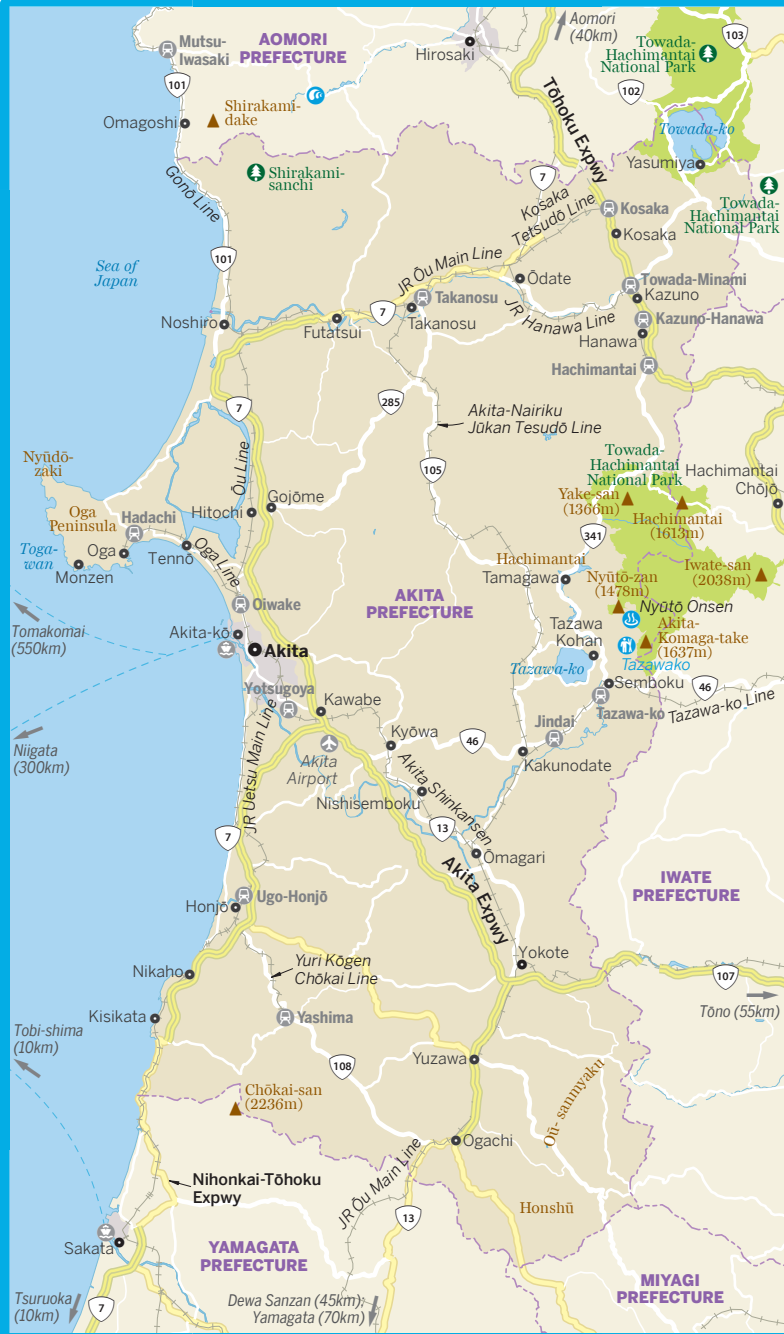 Aomori
(40km)
Mutsu-
Iwasaki
AOMORI
PREFECTURE
Hirosaki
Towada-
Hachimantai
National Park
103
101
Shirakami-
dake
102
Omagoshi
Tōhoku Expwy
Towada-ko
Yasumiya
7
Shirakami-
sanchi
Gonō Line
Kosaka
Tetsudō Line
Kosaka
Kosaka
Towada-
Hachimantai
National Park
Sea of
Japan
101
JR Ōu Main Line
Ōdate
Towada-Minami
Kazuno
Takanosu
Takanosu
7
JR Hanawa Line
Kazuno-Hanawa
Hanawa
Noshiro
Futatsui
Hachimantai
285
7
Akita-Nairiku
Jūkan Tesudō Line
Ōu Line
105
Towada-
Hachimantai
National Park
Hachimantai
Chōjō
Nyūdō-
zaki
Yake-san
(1366m)
Hachimantai
(1613m)
Oga
Peninsula
Hitochi
Gojōme
Hadachi
341
Toga-
wan
Oga
Tennō
Oga Line
Monzen
Hachimantai
Tamagawa
Iwate-san
(2038m)
Nyūtō-zan
(1478m)
Nyūtō Onsen
Oiwake
AKITA
PREFECTURE
Tomakomai
(550km)
Akita-kō
Akita
Tazawa
Kohan
Akita-
Komaga-take
(1637m)
Tazawa-ko
Tazawako
Semboku
46
Yotsugoya
Kawabe
Tazawa-ko
Tazawa-ko Line
Jindai
Niigata
(300km)
JR Uetsu Main Line
Akita
Airport
Kyōwa
46
Kakunodate
Nishisemboku
Akita Shinkansen
13
7
Ōmagari
Akita Expwy
IWATE
PREFECTURE
Ugo-Honjō
Honjō
Yokote
Nikaho
Yuri Kōgen
Chōkai Line
107
Tōno (55km)
Kisikata
Yashima
Tobi-shima
(10km)
108
Yuzawa
Chōkai-san
(2236m)
Oū- sanmyaku
Ogachi
JR Ōu Main Line
Nihonkai-Tōhoku
Expwy
Honshū
13
Sakata
YAMAGATA
PREFECTURE
MIYAGI
PREFECTURE
Tsuruoka
(10km)
7
Dewa Sanzan (45km);
Yamagata (70km)